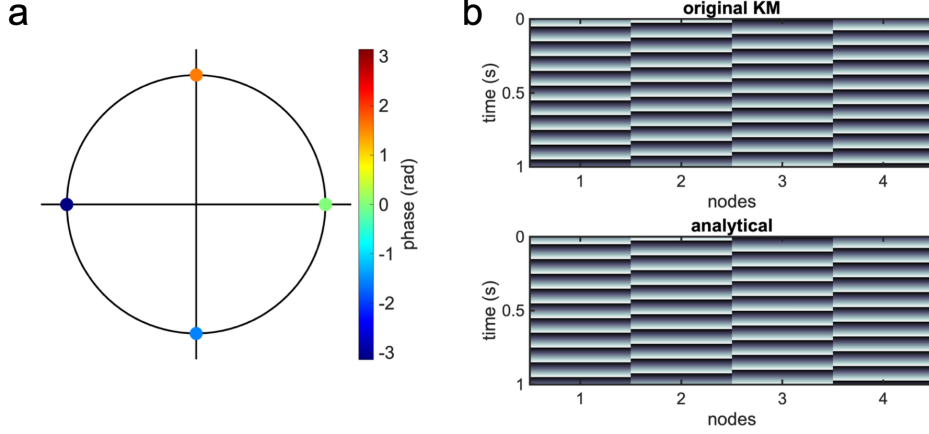 a
3
2
1
0
-1
-2
-3
phase (rad)
b
original KM
0
0.5
1
time (s)
1 2 3 4
nodes
analytical
0
0.5
1
time (s)
1 2 3 4
nodes